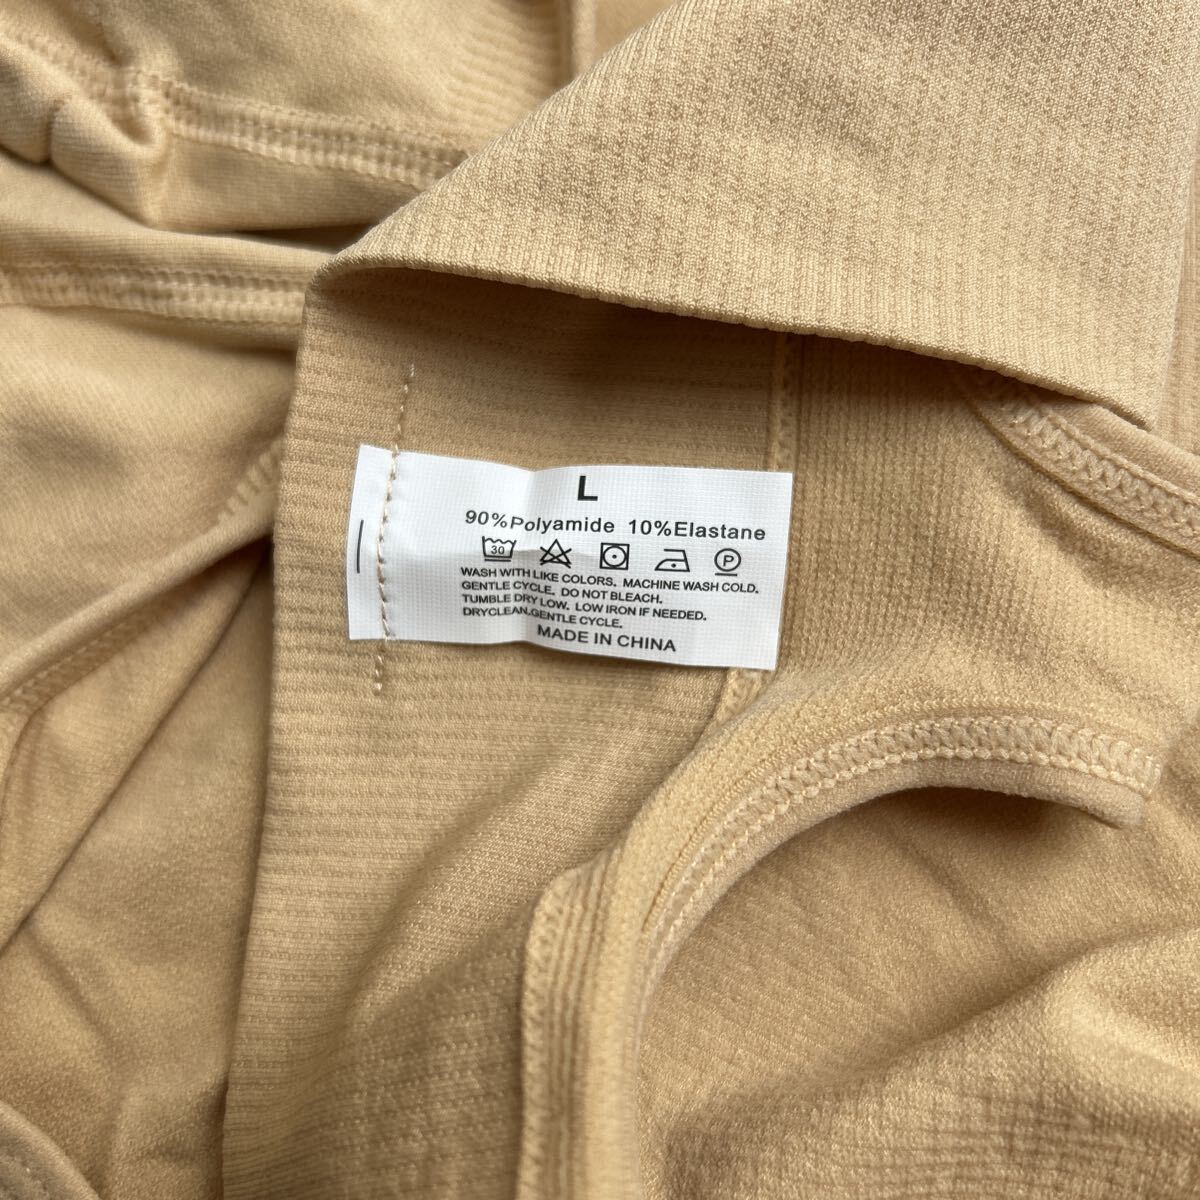 L
90%Polyamide 10%Elastane
30 P
WASH WITH LIKE COLORS. MACHINE WASH COLD.
GENTLE CYCLE. DO NOT BLEACH.
TUMBLE DRY LOW. LOW IRON IF NEEDED.
DRYCLEAN.GENTLE CYCLE.
MADE IN CHINA